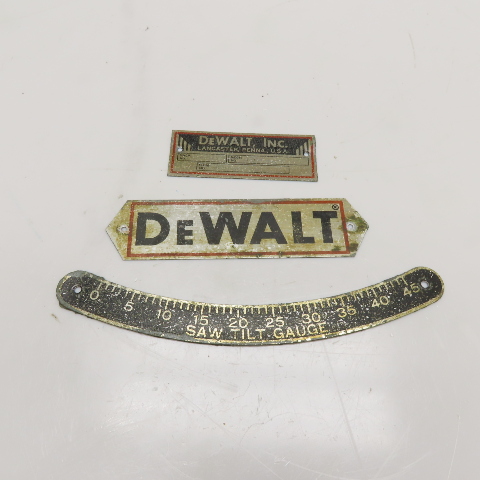 DEWALT, INC.
LANCASTER, PENNA., U.S.A.
DEWALT®
0 5 10 15 20 25 30 35 40 45
SAW TILT GAUGE